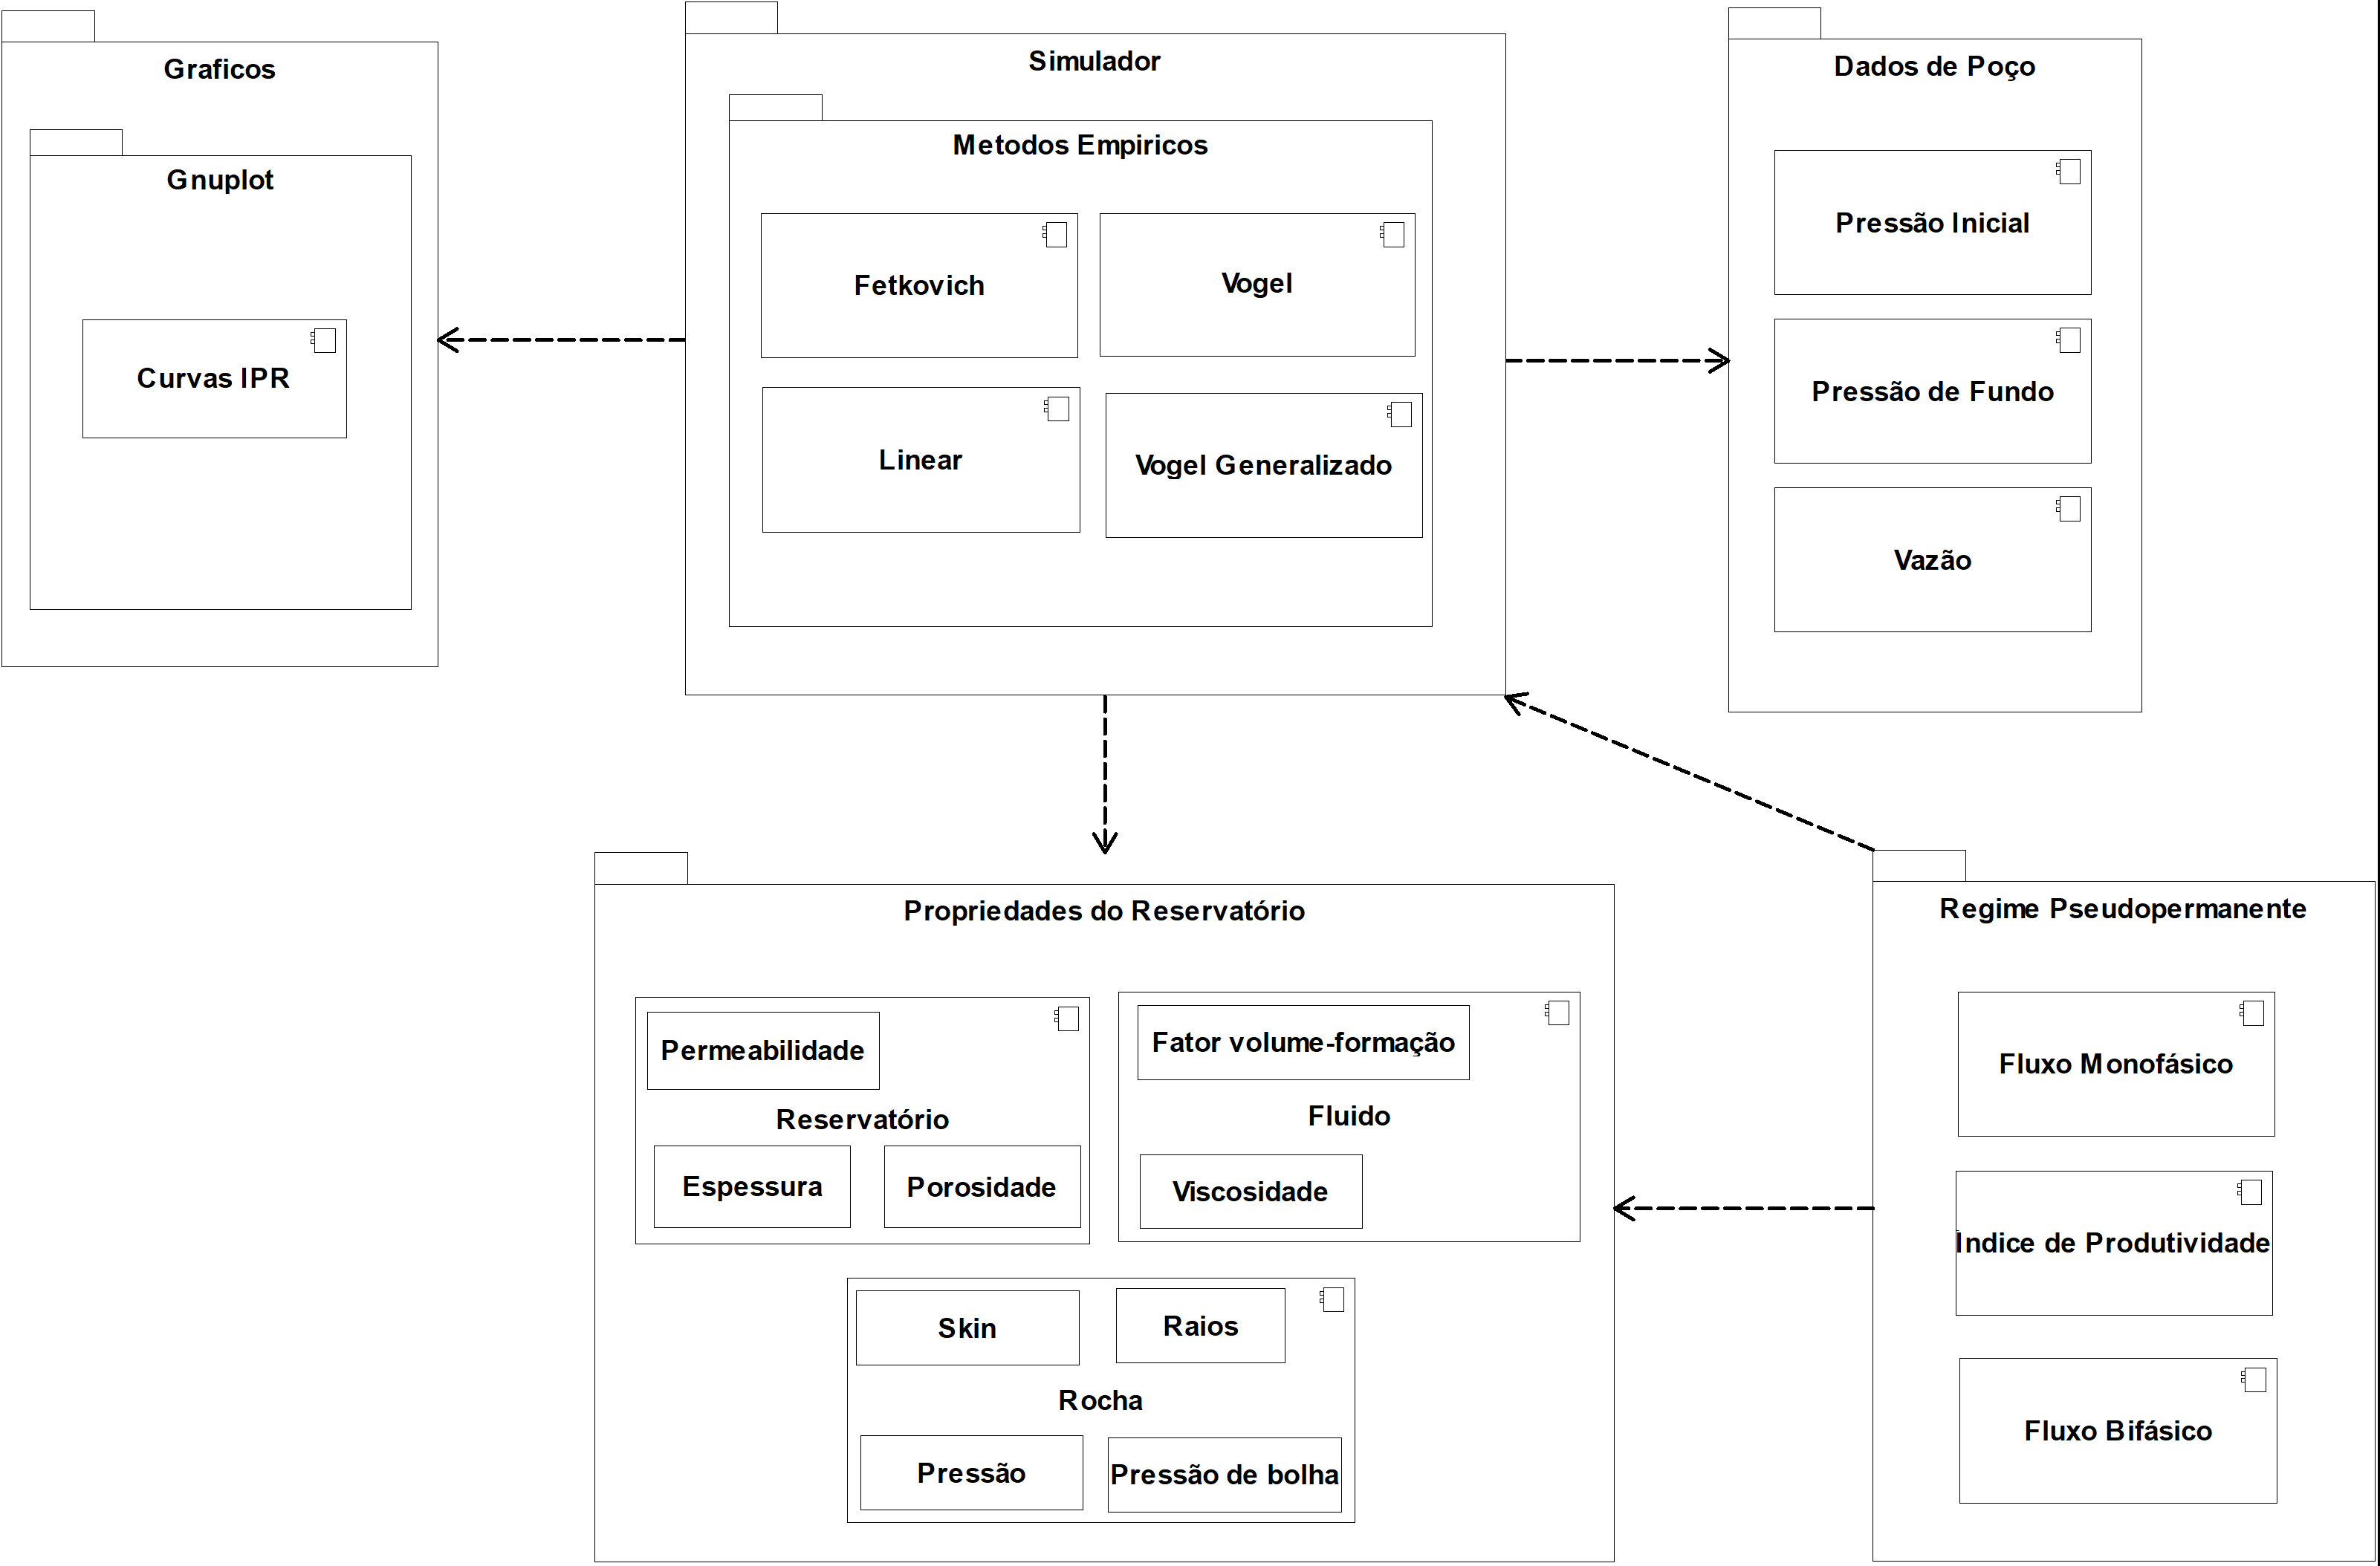 Graficos
Gnuplot
Curvas IPR
Simulador
Metodos Empiricos
Fetkovich
Vogel
Linear
Vogel Generalizado
Dados de Poço
Pressão Inicial
Pressão de Fundo
Vazão
Propriedades do Reservatório
Permeabilidade
Reservatório
Espessura
Porosidade
Fator volume-formação
Fluido
Viscosidade
Skin
Raios
Rocha
Pressão
Pressão de bolha
Regime Pseudopermanente
Fluxo Monofásico
Índice de Produtividade
Fluxo Bifásico